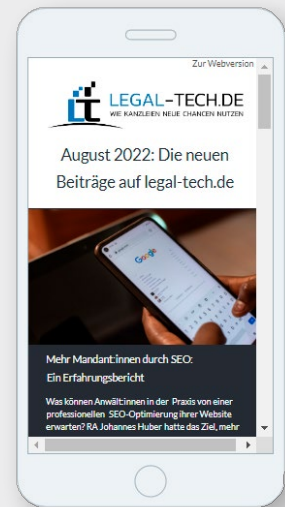 Zur Webversion
LEGAL-TECH.DE
WIE KANZLEIEN NEUE CHANCEN NUTZEN
August 2022: Die neuen
Beiträge auf legal-tech.de
Google
Mehr Mandant:innen durch SEO:
Ein Erfahrungsbericht
Was können Anwält:innen in der Praxis von einer
professionellen SEO-Optimierung ihrer Website
erwarten? RA Johannes Huber hatte das Ziel, mehr